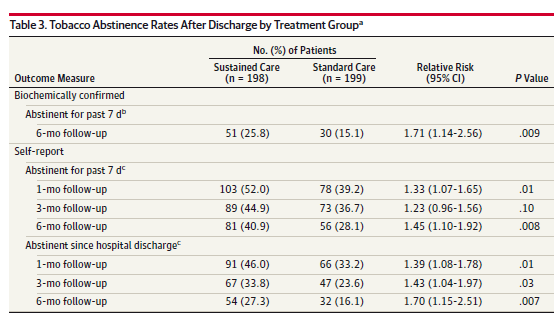 Table 3. Tobacco Abstinence Rates After Discharge by Treatment Groupᵃ
No. (%) of Patients
Outcome Measure Sustained Care (n = 198) Standard Care (n = 199) Relative Risk (95% CI) P Value
Biochemically confirmed
Abstinent for past 7 dᵇ
6-mo follow-up 51 (25.8) 30 (15.1) 1.71 (1.14-2.56) .009
Self-report
Abstinent for past 7 dᶜ
1-mo follow-up 103 (52.0) 78 (39.2) 1.33 (1.07-1.65) .01
3-mo follow-up 89 (44.9) 73 (36.7) 1.23 (0.96-1.56) .10
6-mo follow-up 81 (40.9) 56 (28.1) 1.45 (1.10-1.92) .008
Abstinent since hospital dischargeᶜ
1-mo follow-up 91 (46.0) 66 (33.2) 1.39 (1.08-1.78) .01
3-mo follow-up 67 (33.8) 47 (23.6) 1.43 (1.04-1.97) .03
6-mo follow-up 54 (27.3) 32 (16.1) 1.70 (1.15-2.51) .007